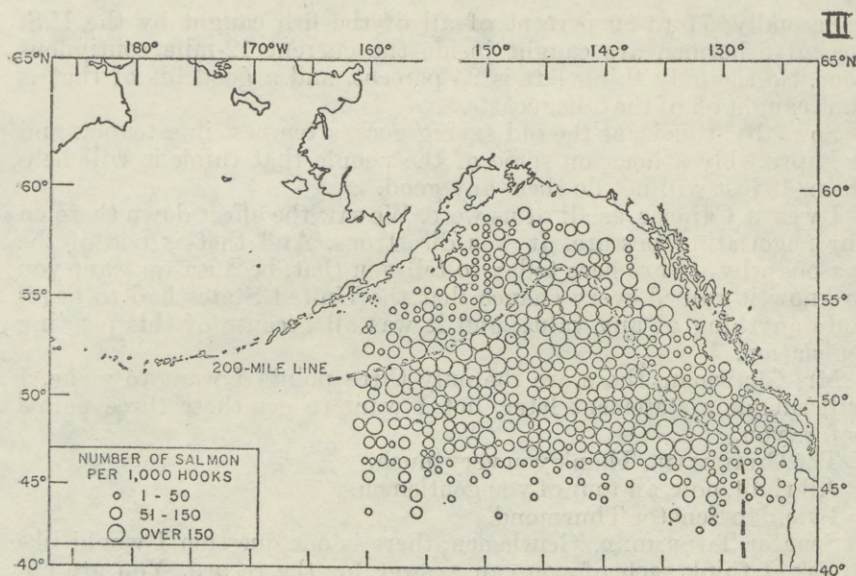 III
180° 170°W 160° 150° 140° 130°
65°N 65°N
60° 60°
55° 55°
200-MILE LINE
50° 50°
NUMBER OF SALMON
PER 1,000 HOOKS
1 - 50
51 - 150
OVER 150
45° 45°
40° 40°